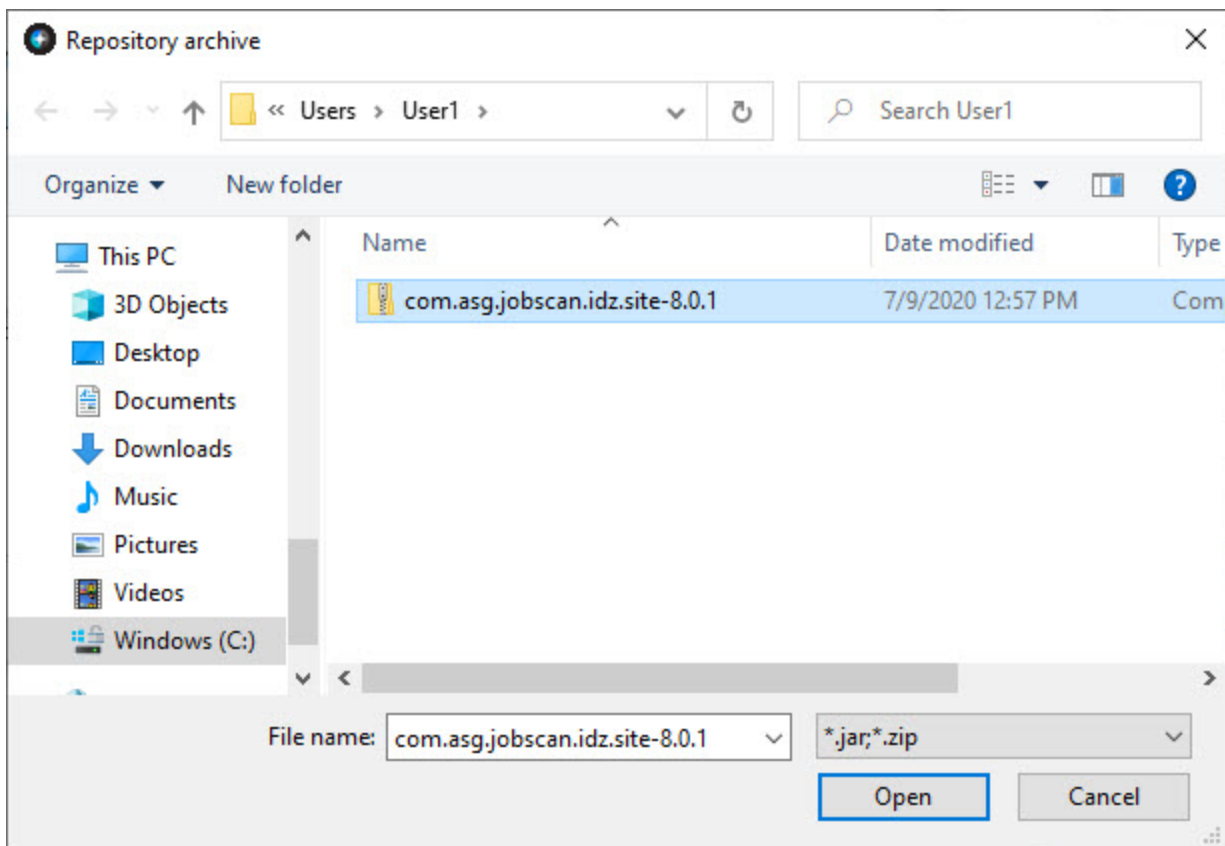 Repository archive
« Users › User1 ›
Search User1
Organize
New folder
?
Name
Date modified
Type
This PC
3D Objects
Desktop
Documents
Downloads
Music
Pictures
Videos
Windows (C:)
com.asg.jobscan.idz.site-8.0.1
7/9/2020 12:57 PM
Com
File name:
com.asg.jobscan.idz.site-8.0.1
*.jar;*.zip
Open
Cancel